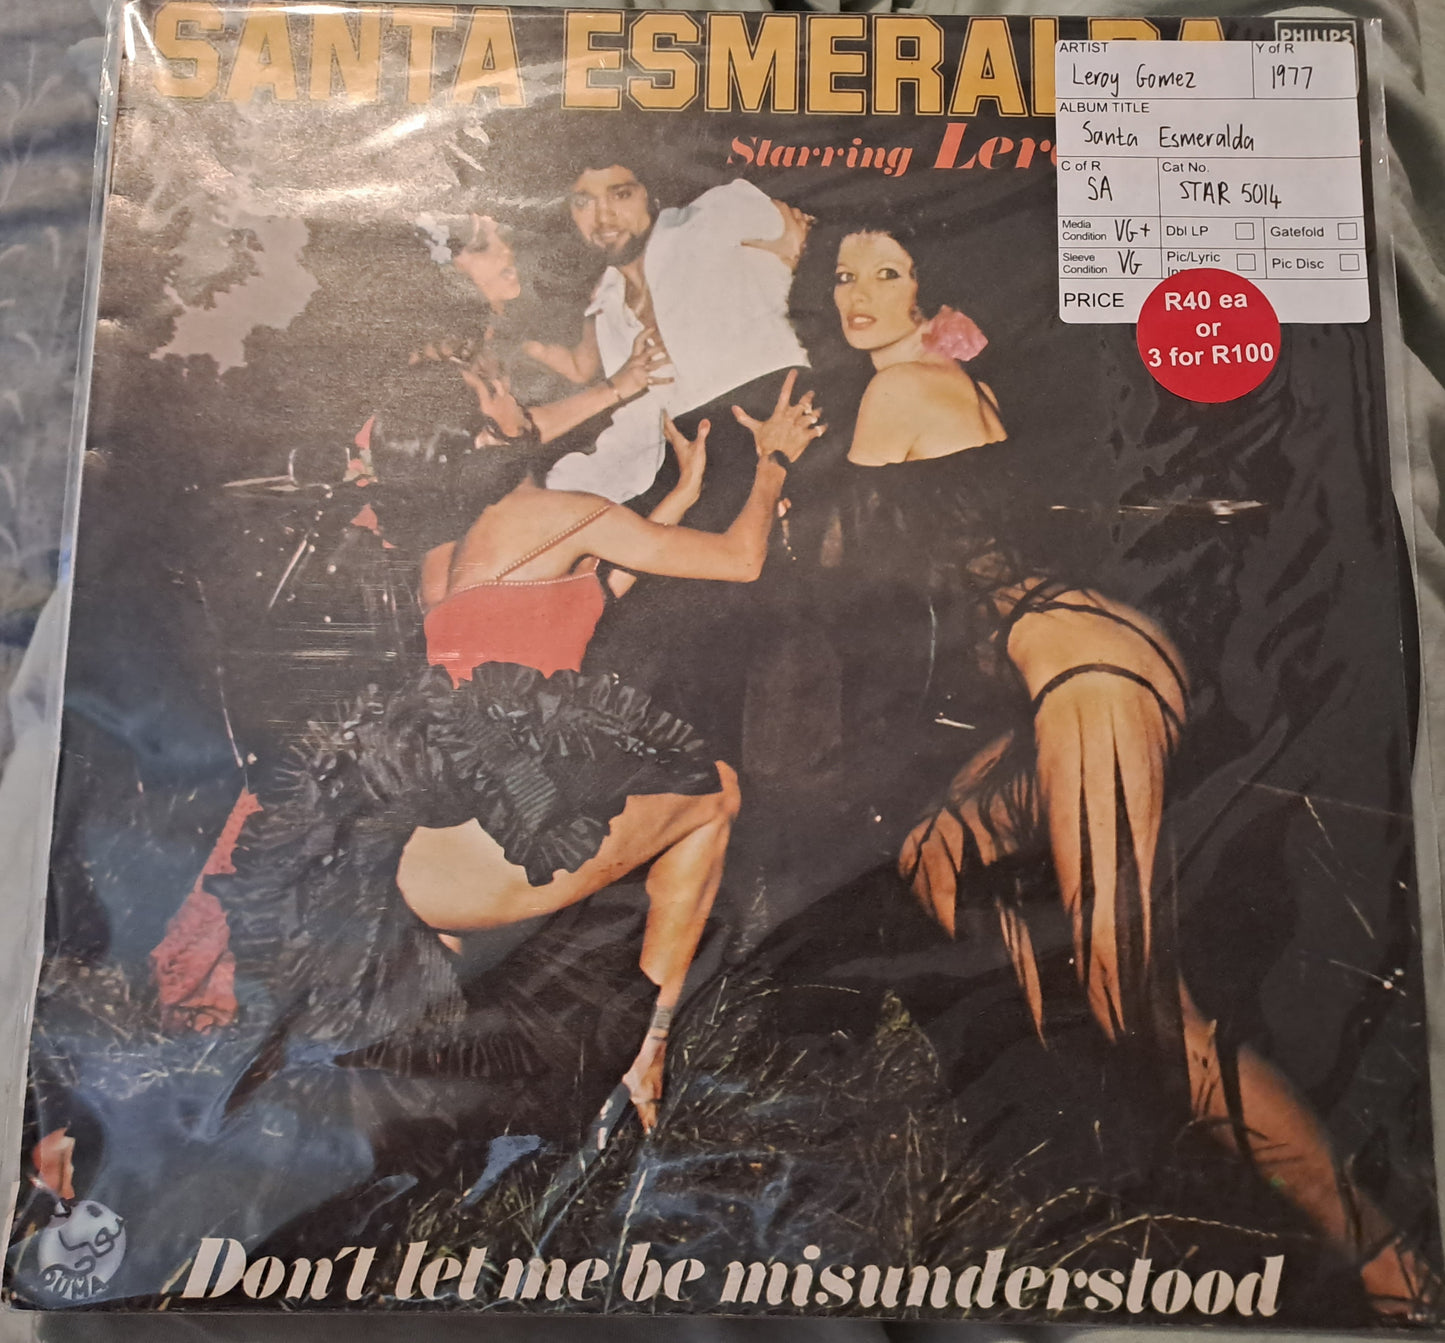 SANTA ESMERALDA
PHILIPS
Starring Lero
ARTIST
Leroy Gomez
Y of R
1977
ALBUM TITLE
Santa Esmeralda
C of R
SA
Cat No.
STAR 5014
Media Condition VG+
Dbl LP
Gatefold
Sleeve Condition VG
Pic/Lyric
Pic Disc
PRICE
R40 ea
or
3 for R100
PUMA
Don't let me be misunderstood